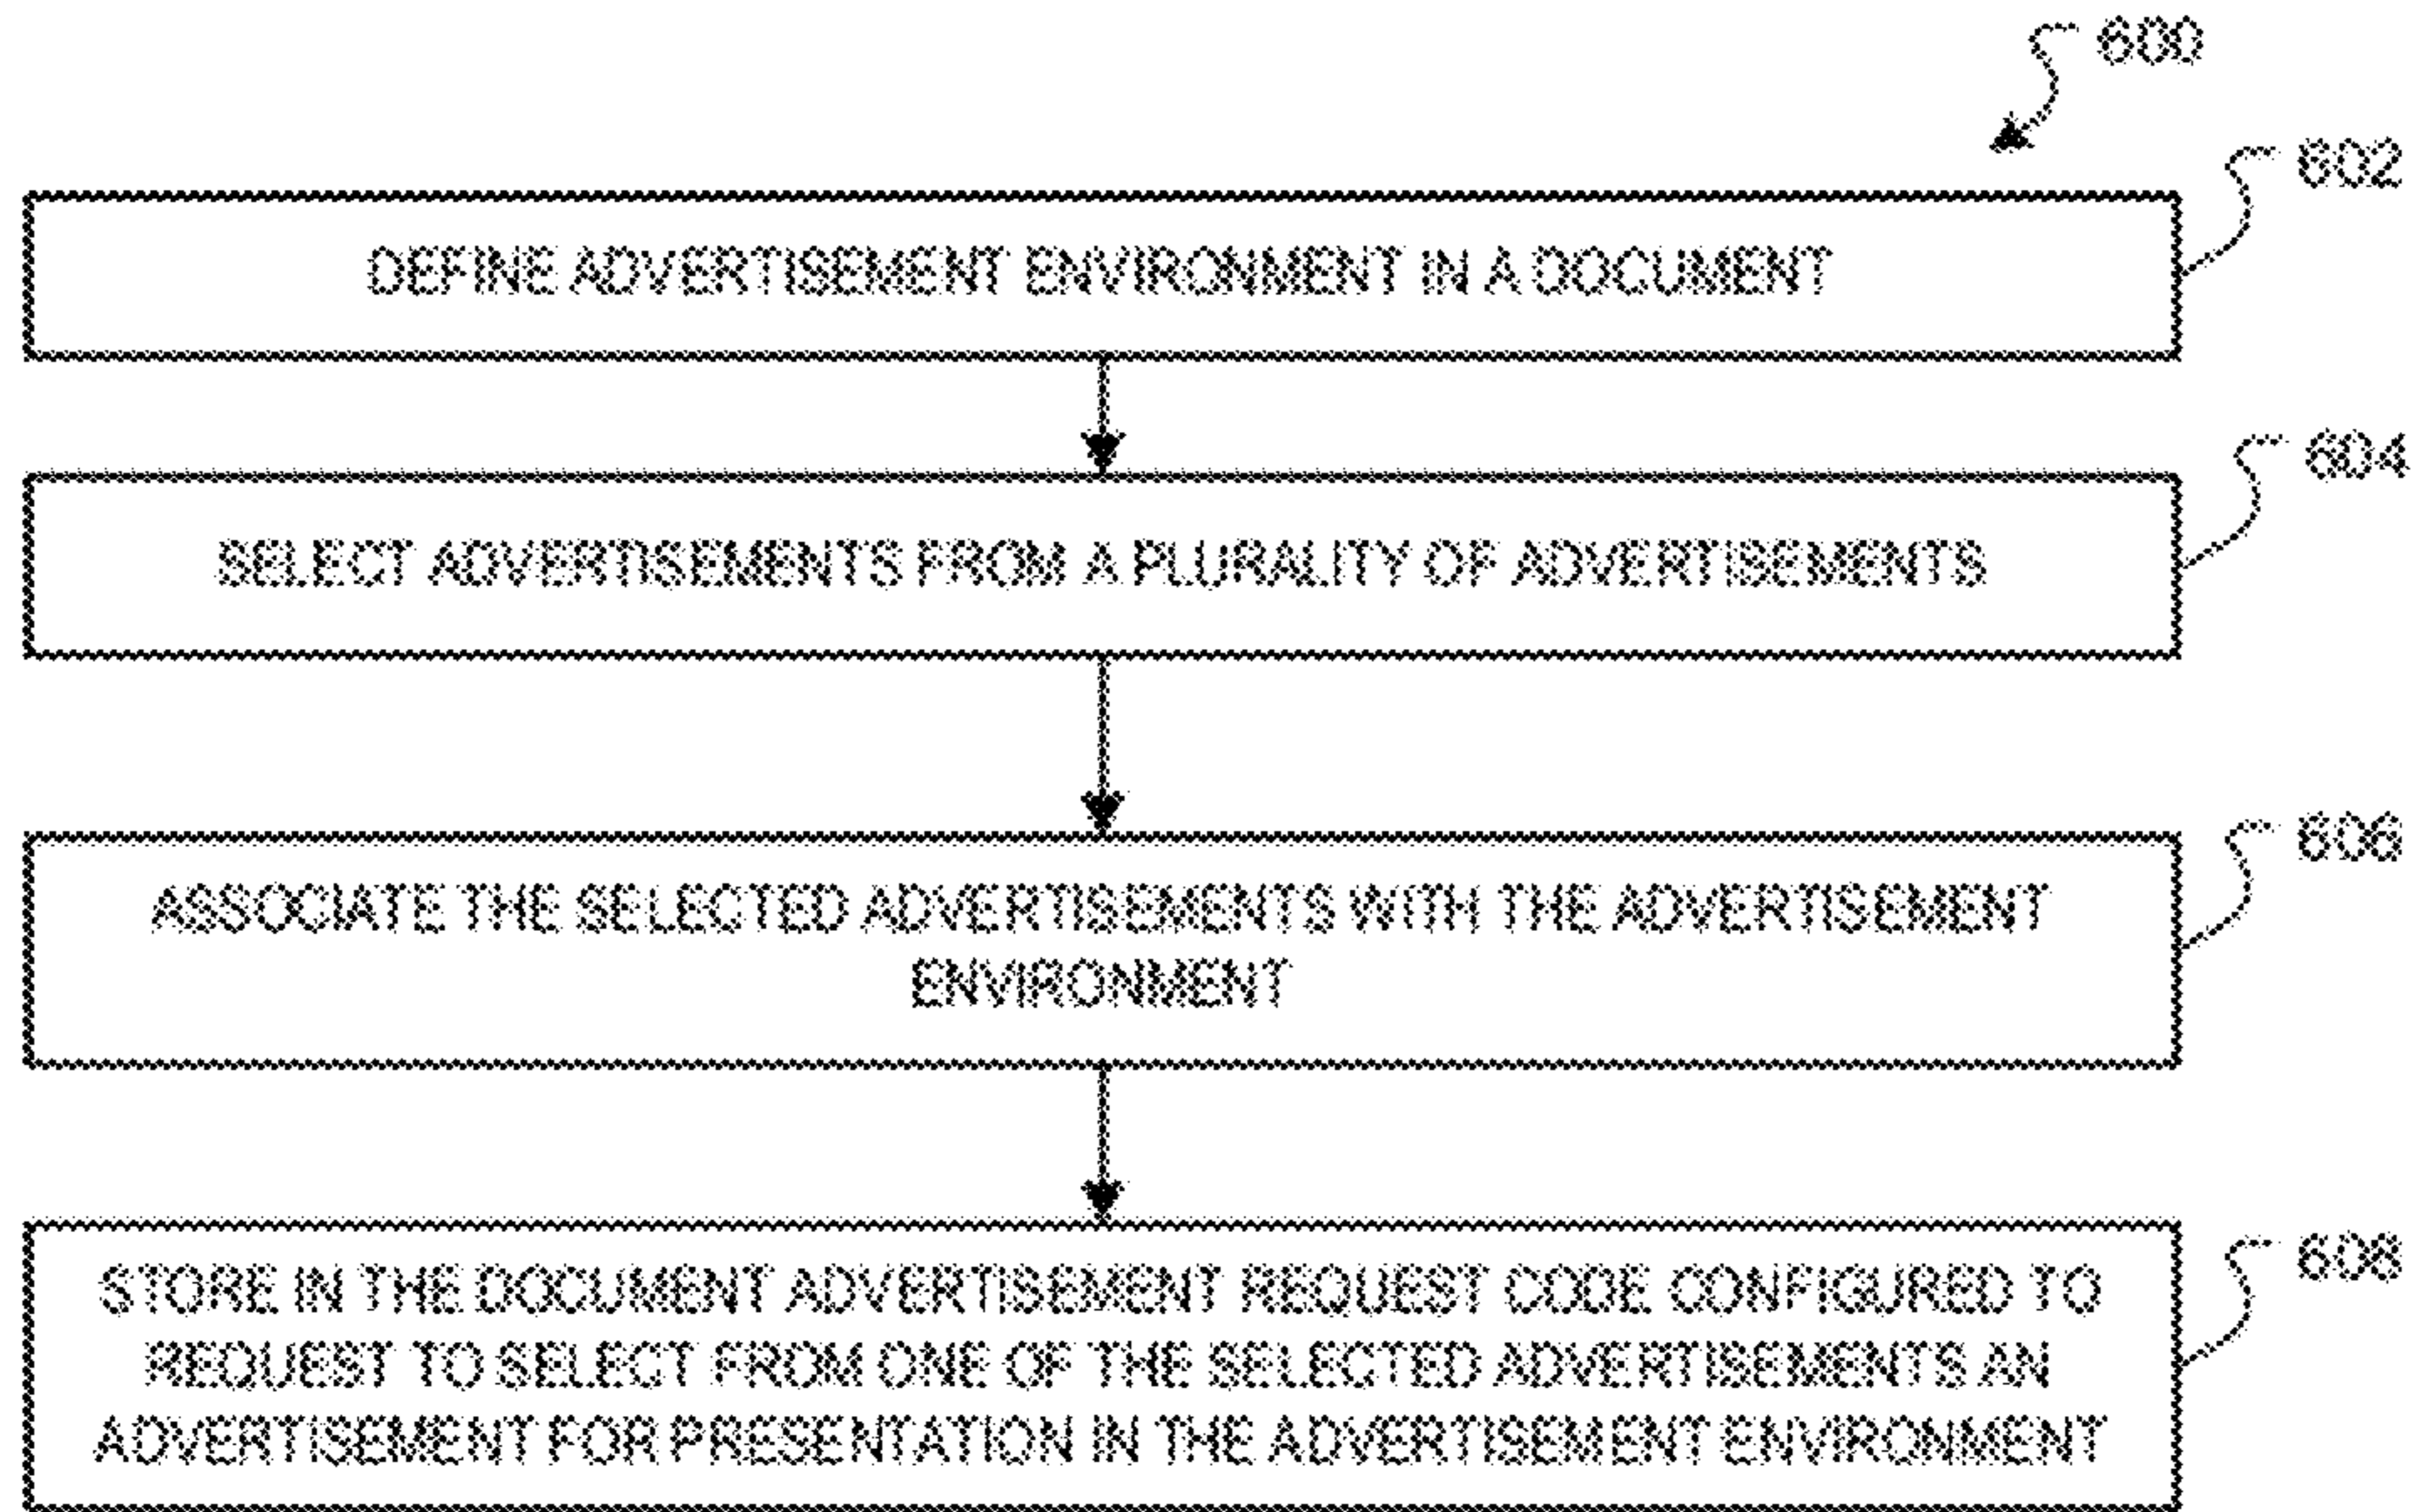 600
602
DEFINE ADVERTISEMENT ENVIRONMENT IN A DOCUMENT
604
SELECT ADVERTISEMENTS FROM A PLURALITY OF ADVERTISEMENTS
606
ASSOCIATE THE SELECTED ADVERTISEMENTS WITH THE ADVERTISEMENT
ENVIRONMENT
608
STORE IN THE DOCUMENT ADVERTISEMENT REQUEST CODE CONFIGURED TO
REQUEST TO SELECT FROM ONE OF THE SELECTED ADVERTISEMENTS AN
ADVERTISEMENT FOR PRESENTATION IN THE ADVERTISEMENT ENVIRONMENT